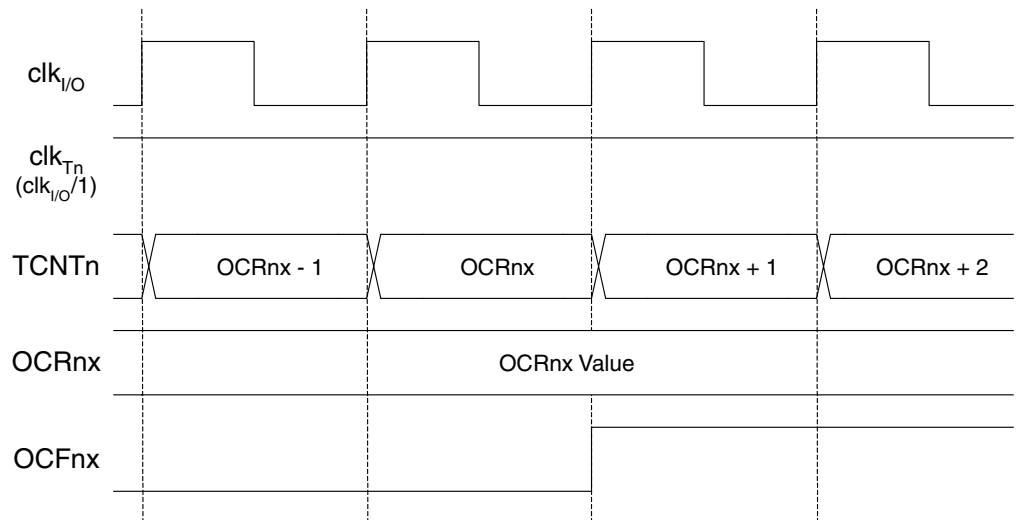 clkI/O
clkTn
(clkI/O/1)
TCNTn
OCRnx - 1
OCRnx
OCRnx + 1
OCRnx + 2
OCRnx
OCRnx Value
OCFnx